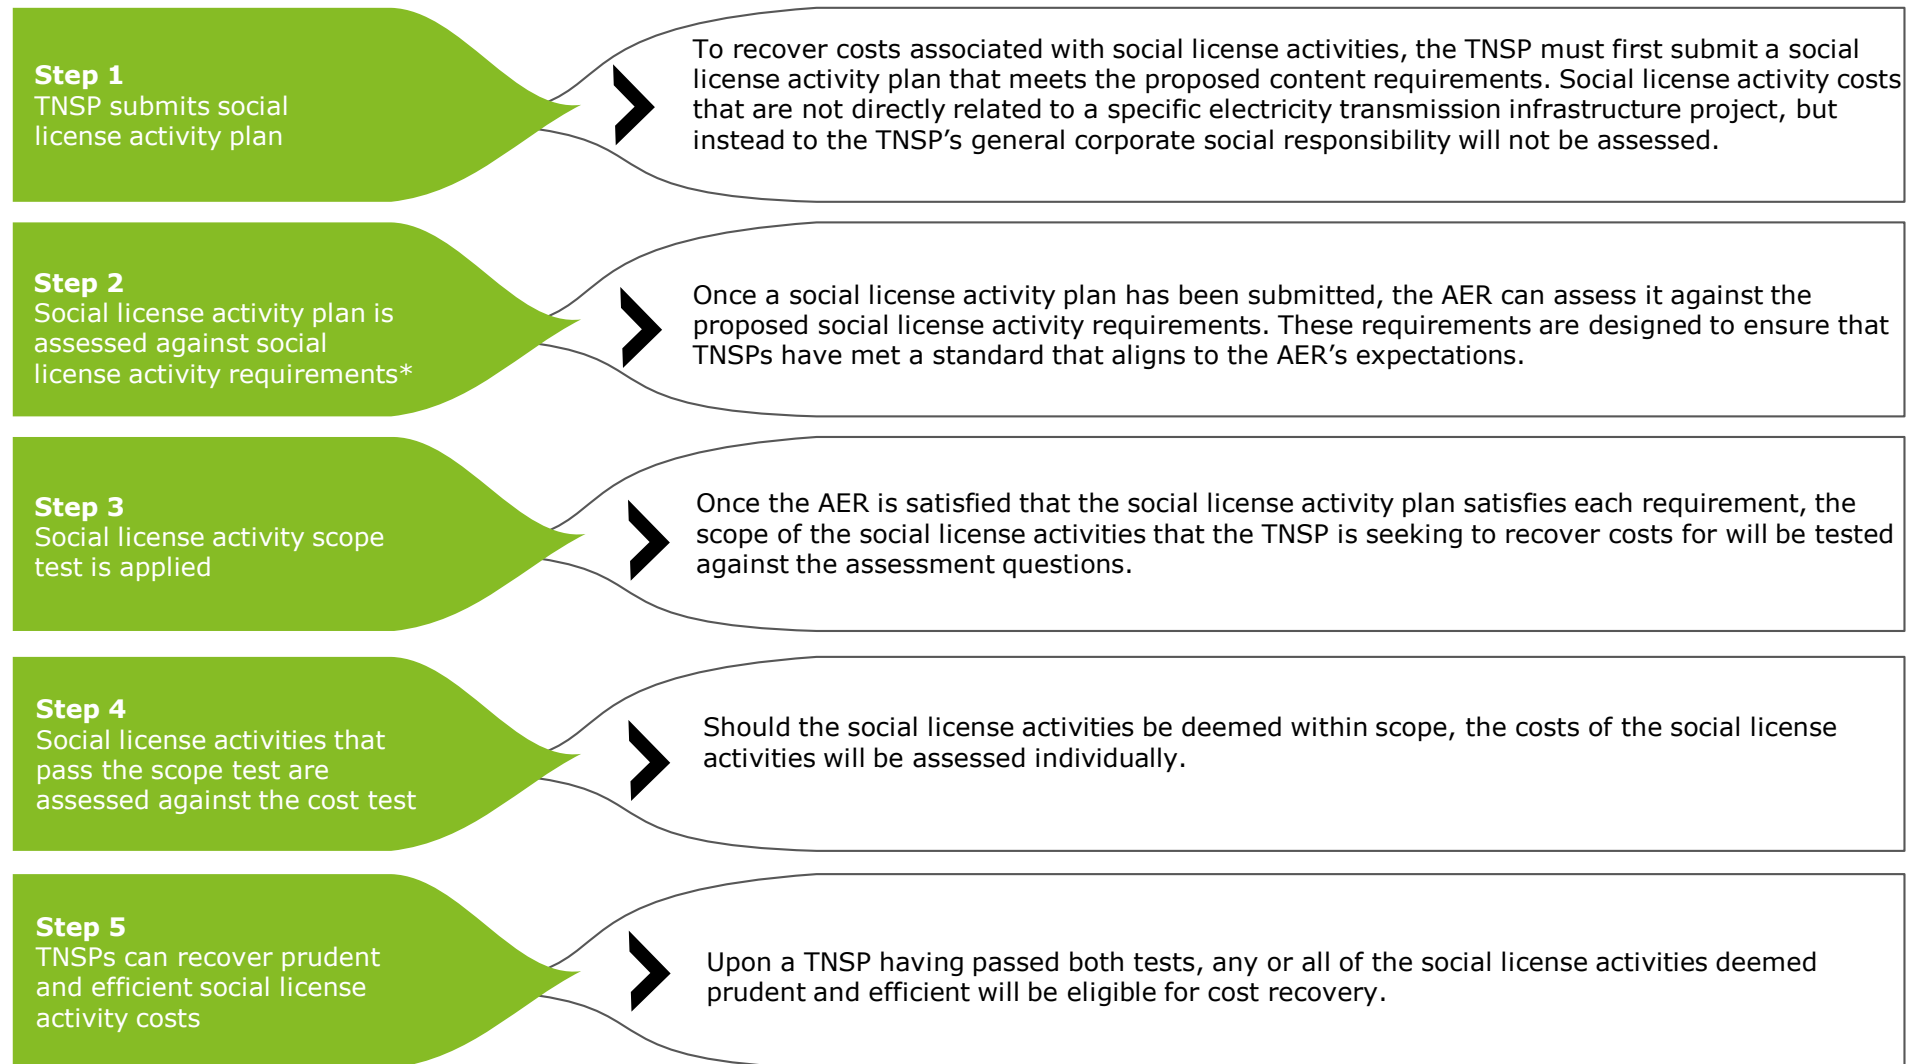 Step 1
TNSP submits social
license activity plan
To recover costs associated with social license activities, the TNSP must first submit a social
license activity plan that meets the proposed content requirements. Social license activity costs
that are not directly related to a specific electricity transmission infrastructure project, but
instead to the TNSP's general corporate social responsibility will not be assessed.
Step 2
Social license activity plan is
assessed against social
license activity requirements*
Once a social license activity plan has been submitted, the AER can assess it against the
proposed social license activity requirements. These requirements are designed to ensure that
TNSPs have met a standard that aligns to the AER's expectations.
Step 3
Social license activity scope
test is applied
Once the AER is satisfied that the social license activity plan satisfies each requirement, the
scope of the social license activities that the TNSP is seeking to recover costs for will be tested
against the assessment questions.
Step 4
Social license activities that
pass the scope test are
assessed against the cost test
Should the social license activities be deemed within scope, the costs of the social license
activities will be assessed individually.
Step 5
TNSPs can recover prudent
and efficient social license
activity costs
Upon a TNSP having passed both tests, any or all of the social license activities deemed
prudent and efficient will be eligible for cost recovery.